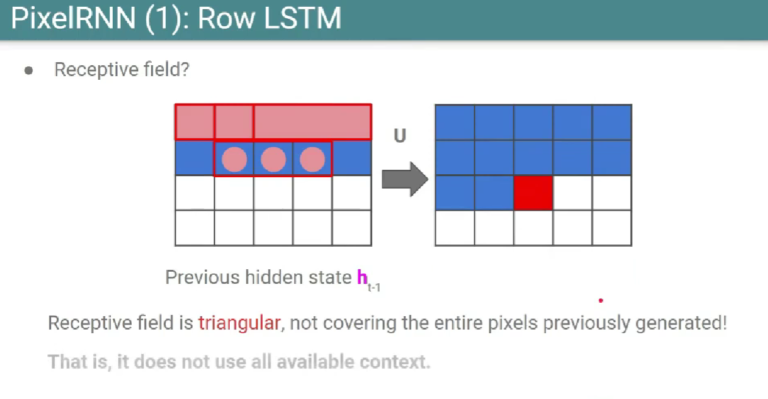 PixelRNN (1): Row LSTM
● Receptive field?
U
Previous hidden state h t-1
Receptive field is triangular, not covering the entire pixels previously generated!
That is, it does not use all available context.